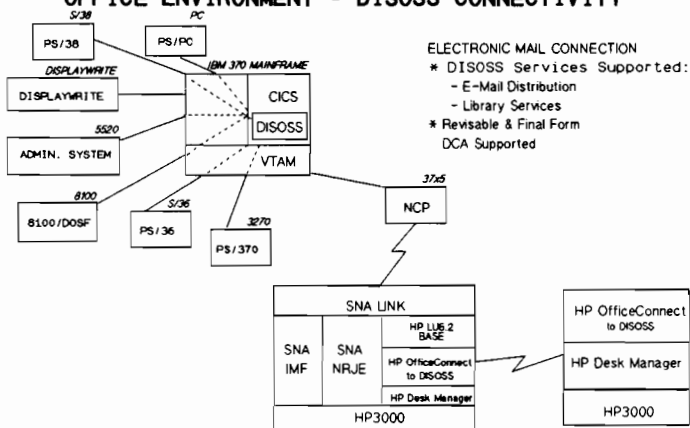 OFFICE ENVIRONMENT - DISOSS CONNECTIVITY
S/38
PS/38
PC
PS/PC
DISPLAYWRITE
DISPLAYWRITE
5520
ADMIN. SYSTEM
8100
8100/DOSF
S/36
PS/36
3270
PS/370
IBM 370 MAINFRAME
CICS
DISOSS
VTAM
ELECTRONIC MAIL CONNECTION
* DISOSS Services Supported:
- E-Mail Distribution
- Library Services
* Revisable & Final Form
DCA Supported
37x5
NCP
SNA LINK
SNA
IMF
SNA
NRJE
HP LU6.2
BASE
HP OfficeConnect
to DISOSS
HP Desk Manager
HP3000
HP OfficeConnect
to DISOSS
HP Desk Manager
HP3000